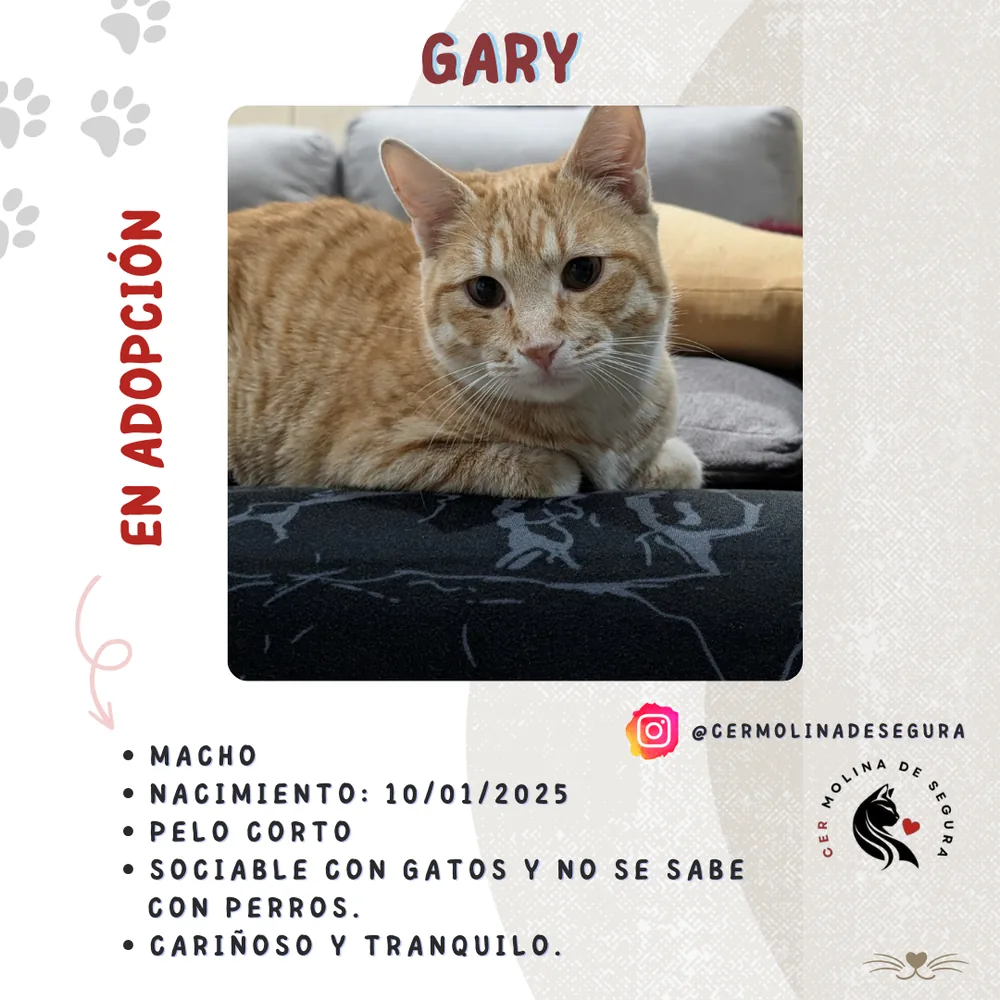 GARY
EN ADOPCIÓN
@CERMOLINADESEGURA
CER MOLINA DE SEGURA
• MACHO
• NACIMIENTO: 10/01/2025
• PELO CORTO
• SOCIABLE CON GATOS Y NO SE SABE
CON PERROS.
• CARIÑOSO Y TRANQUILO.